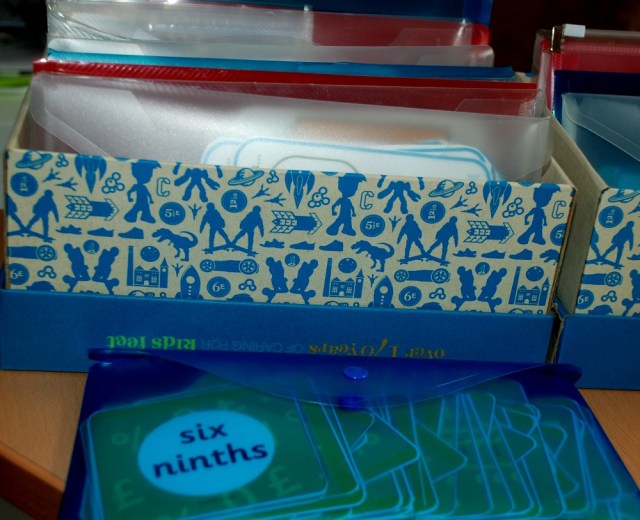 over 170 Years OF CARING FOR Kids feet
six
ninths